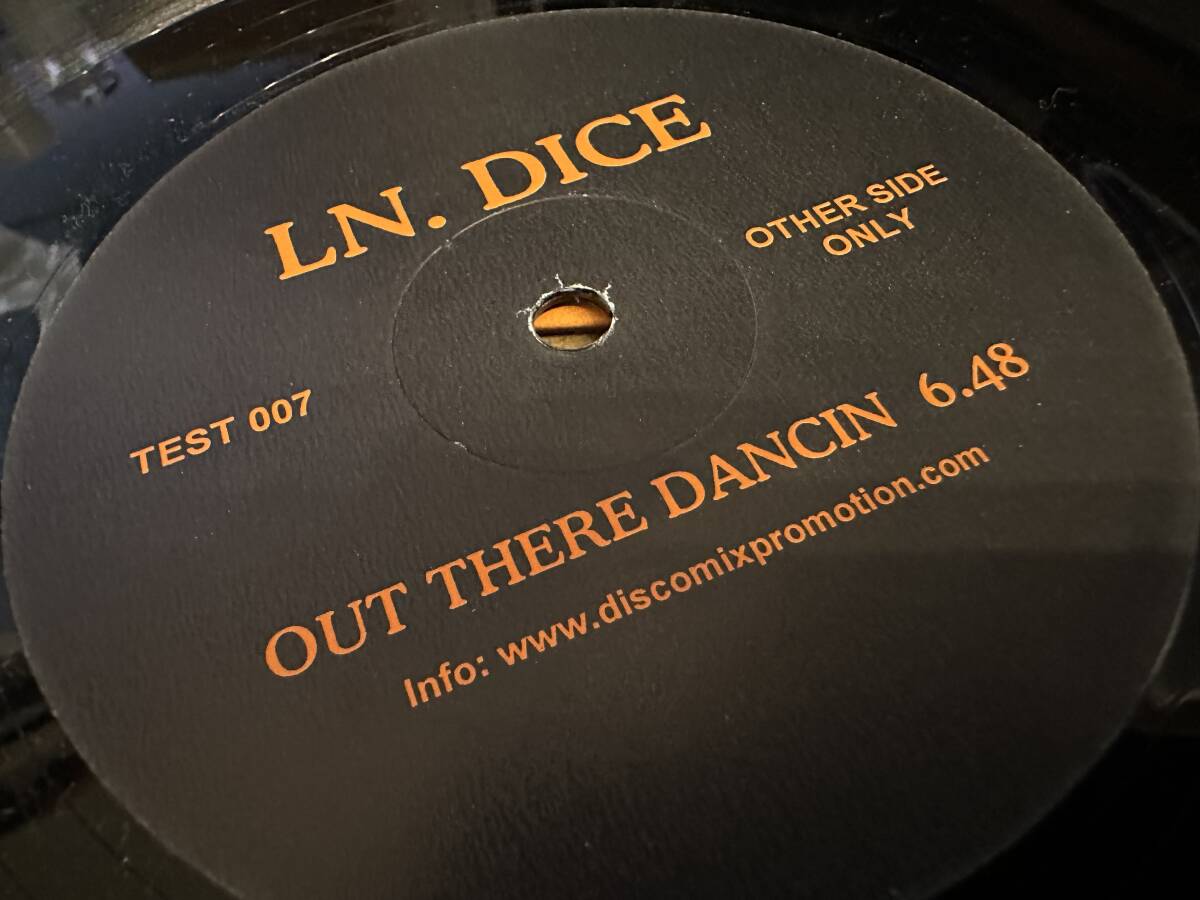 LN. DICE
OTHER SIDE
ONLY
TEST 007
OUT THERE DANCIN 6.48
Info: www.discomixpromotion.com